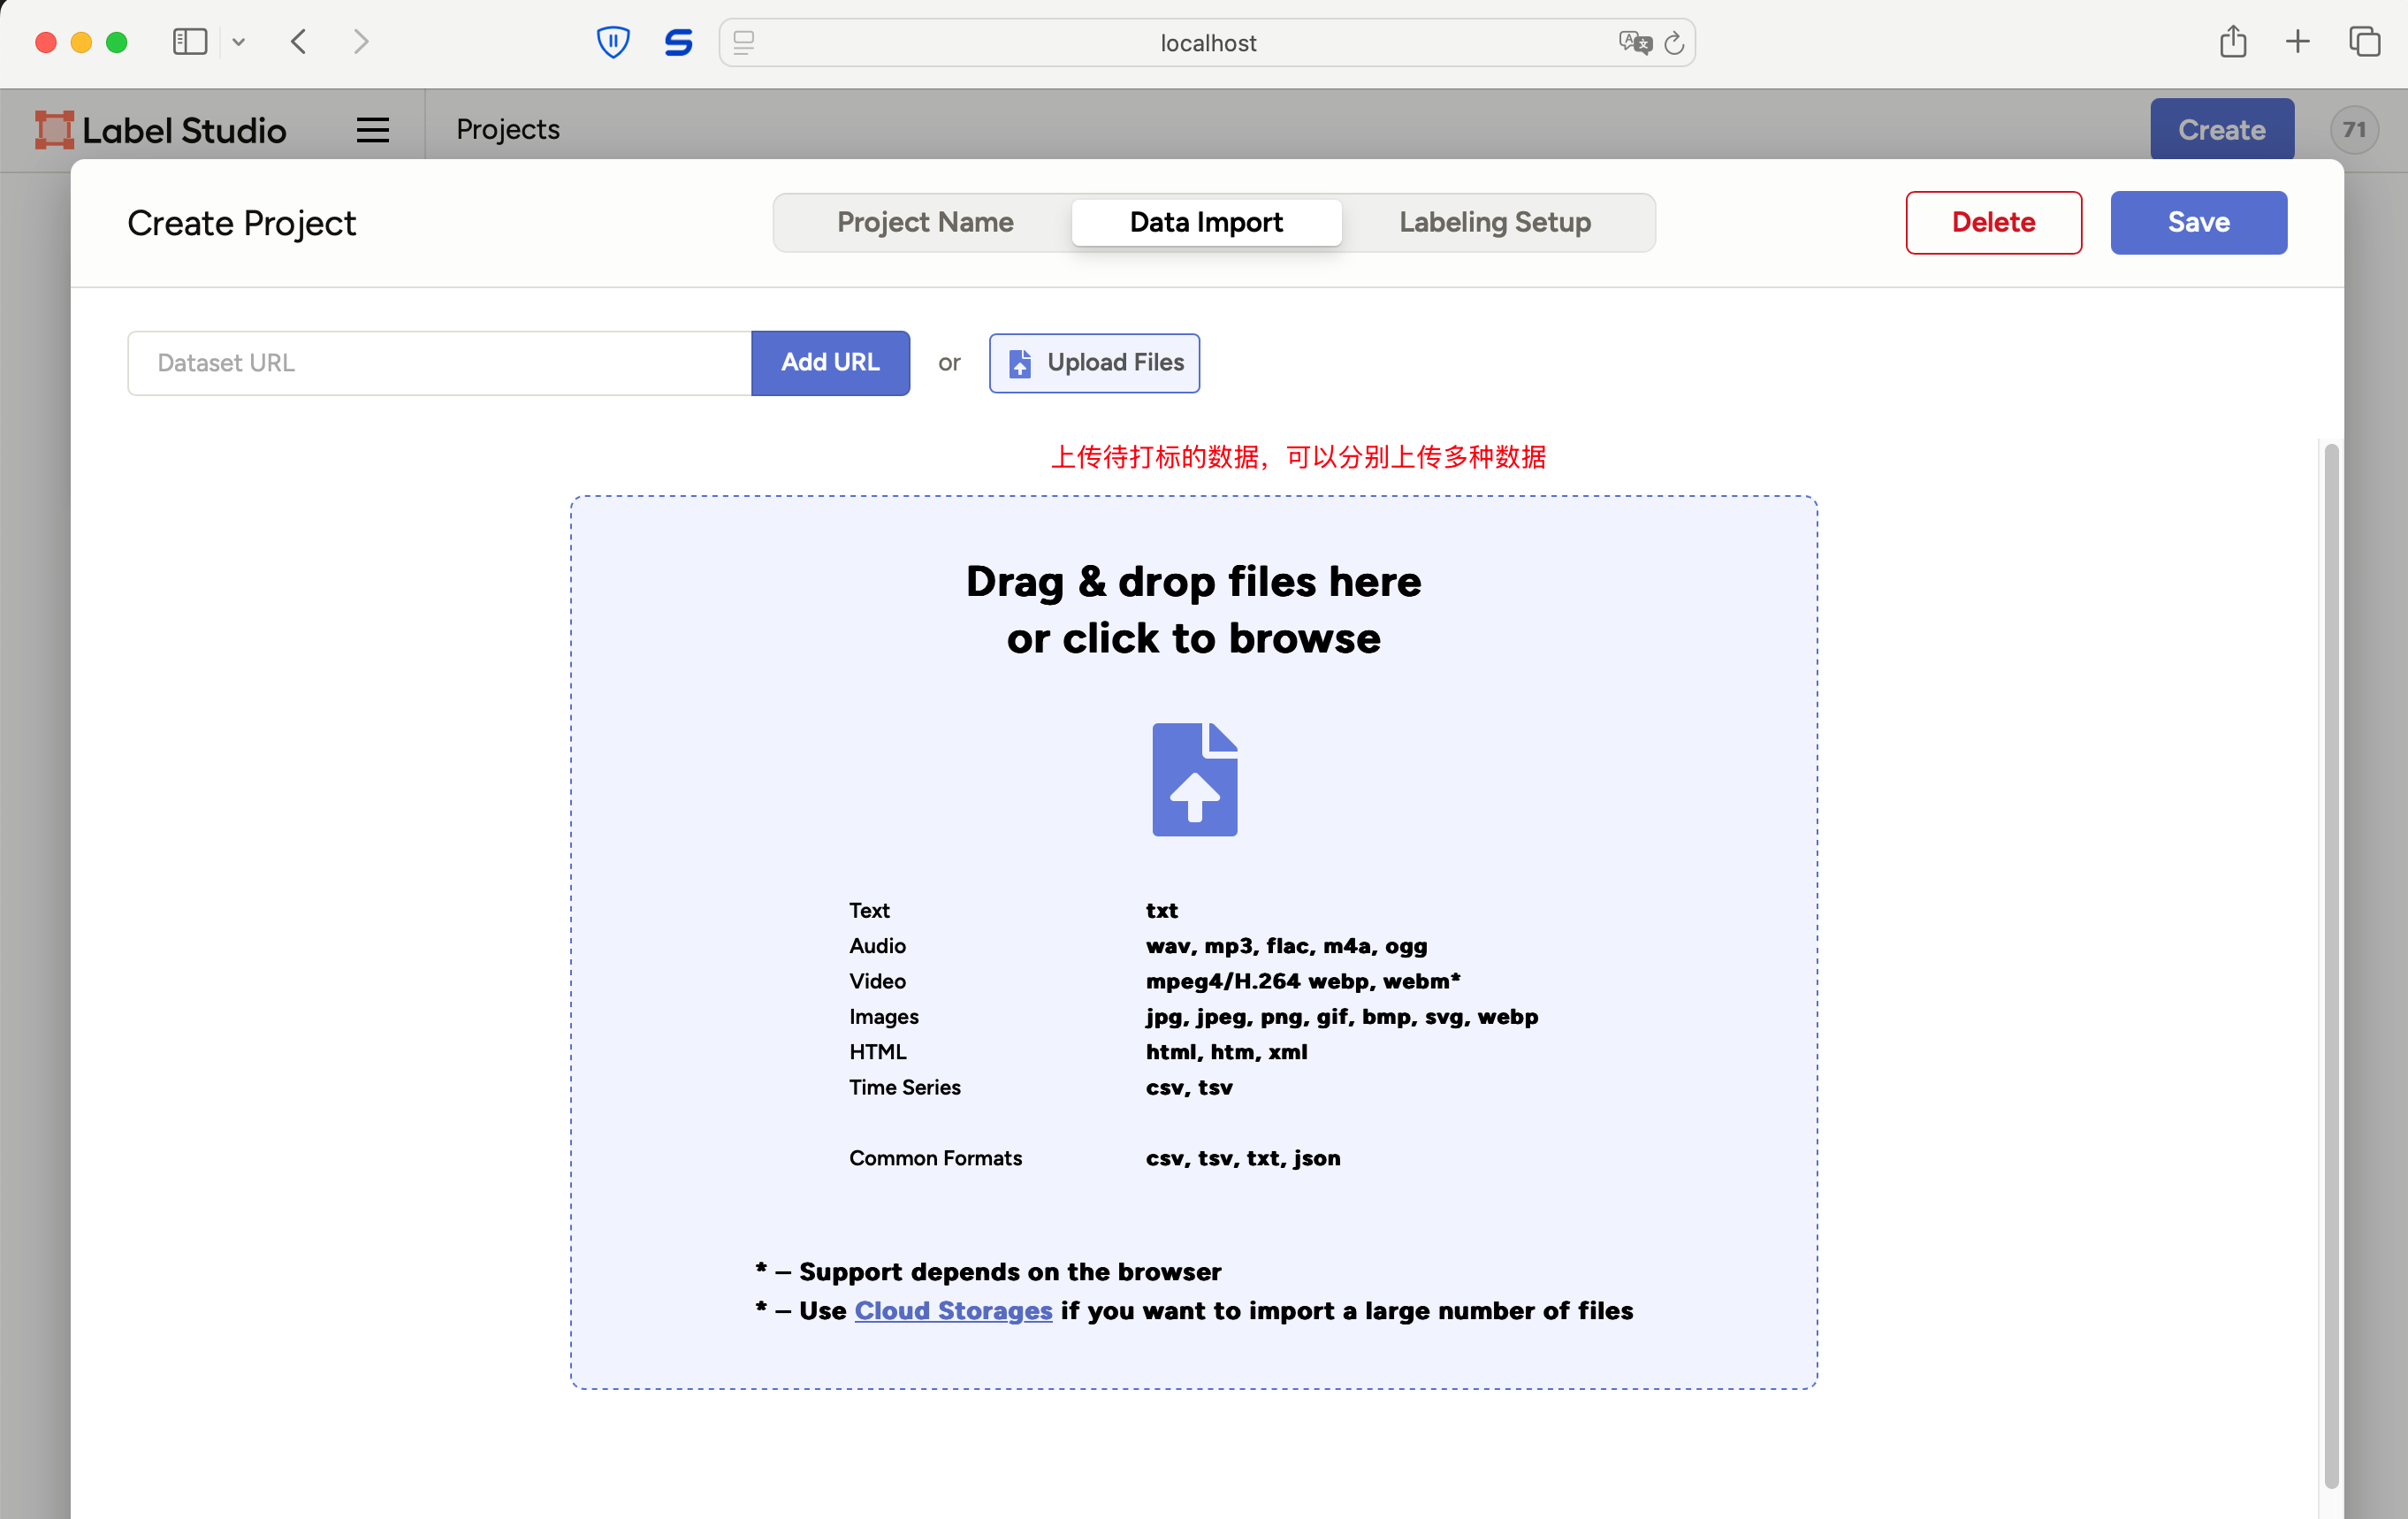 localhost
Label Studio
Projects
Create
71
Create Project
Project Name
Data Import
Labeling Setup
Delete
Save
Dataset URL
Add URL
or
Upload Files
上传待打标的数据，可以分别上传多种数据
Drag & drop files here
or click to browse
Text txt
Audio wav, mp3, flac, m4a, ogg
Video mpeg4/H.264 webp, webm*
Images jpg, jpeg, png, gif, bmp, svg, webp
HTML html, htm, xml
Time Series csv, tsv
Common Formats csv, tsv, txt, json
* – Support depends on the browser
* – Use Cloud Storages if you want to import a large number of files